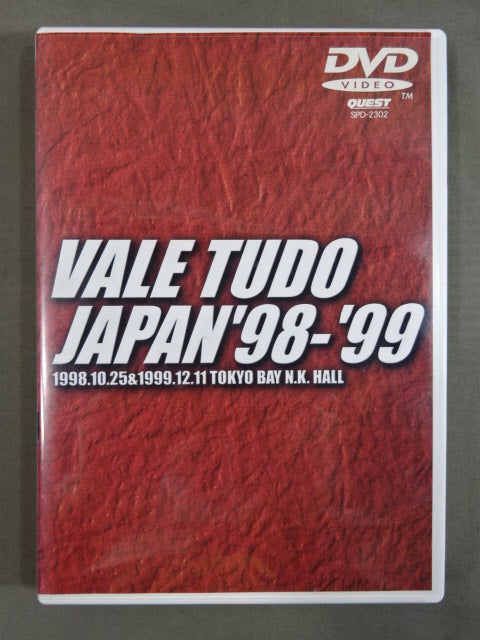 DVD
VIDEO
TM
QUEST
SPD-2302
VALE TUDO
JAPAN'98-'99
1998.10.25&1999.12.11 TOKYO BAY N.K. HALL